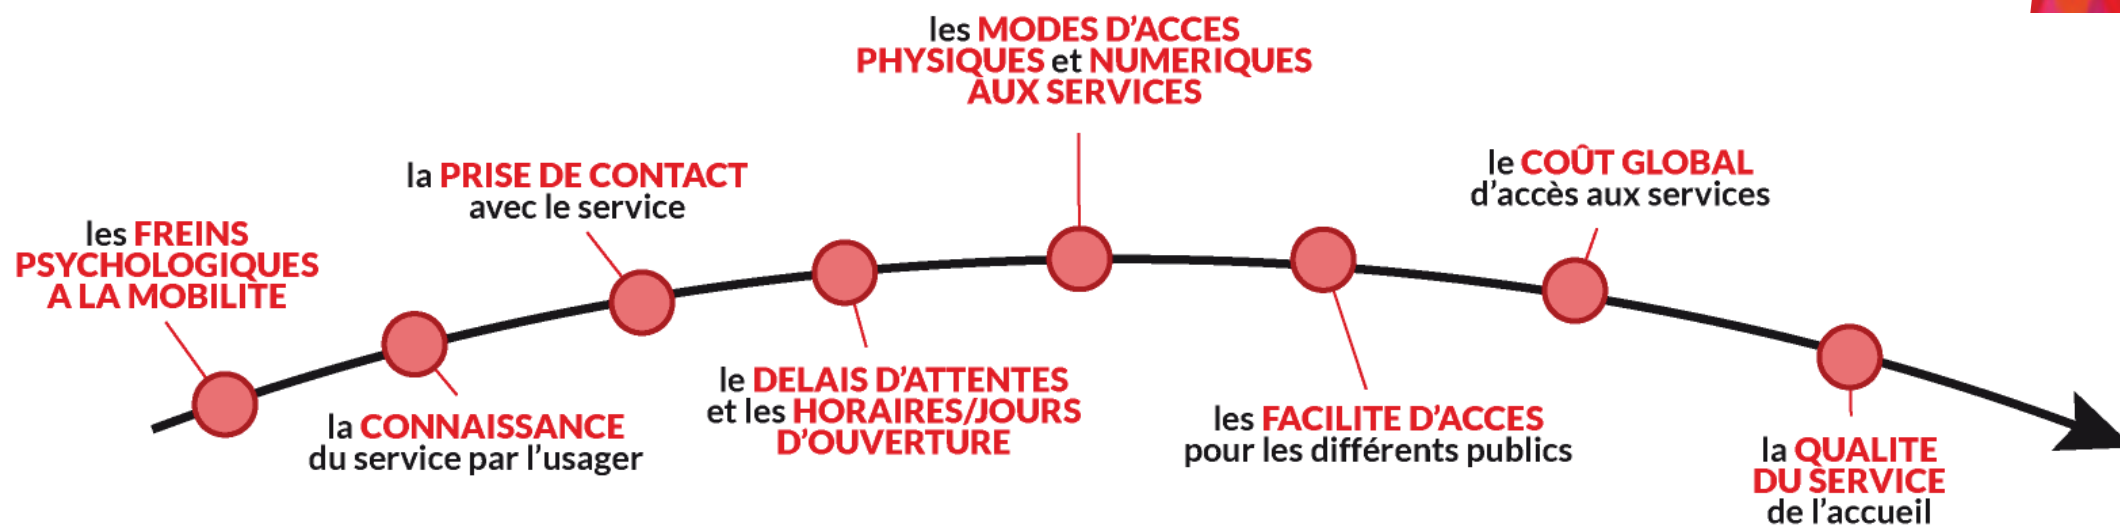 les FREINS
PSYCHOLOGIQUES
A LA MOBILITE
la CONNAISSANCE
du service par l'usager
la PRISE DE CONTACT
avec le service
le DELAIS D'ATTENTES
et les HORAIRES/JOURS
D'OUVERTURE
les MODES D'ACCES
PHYSIQUES et NUMERIQUES
AUX SERVICES
les FACILITE D'ACCES
pour les différents publics
le COÛT GLOBAL
d'accès aux services
la QUALITE
DU SERVICE
de l'accueil